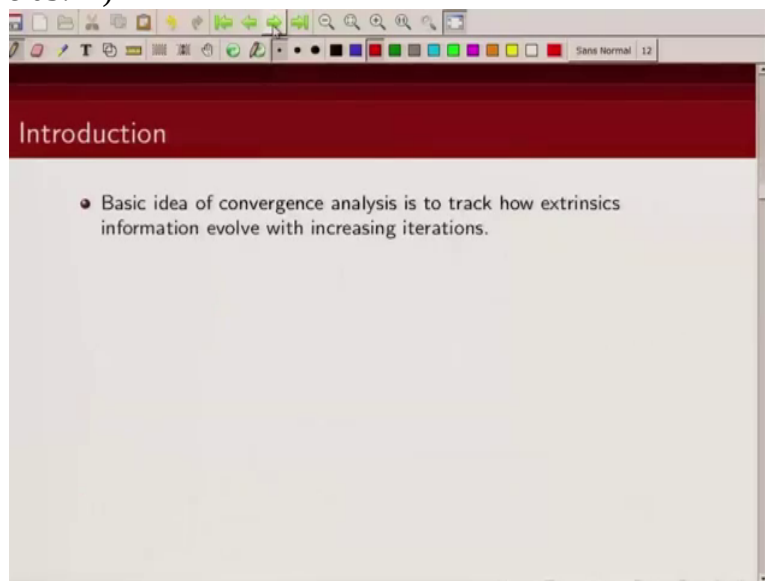 T
Sans Normal 12
Introduction
Basic idea of convergence analysis is to track how extrinsics
information evolve with increasing iterations.